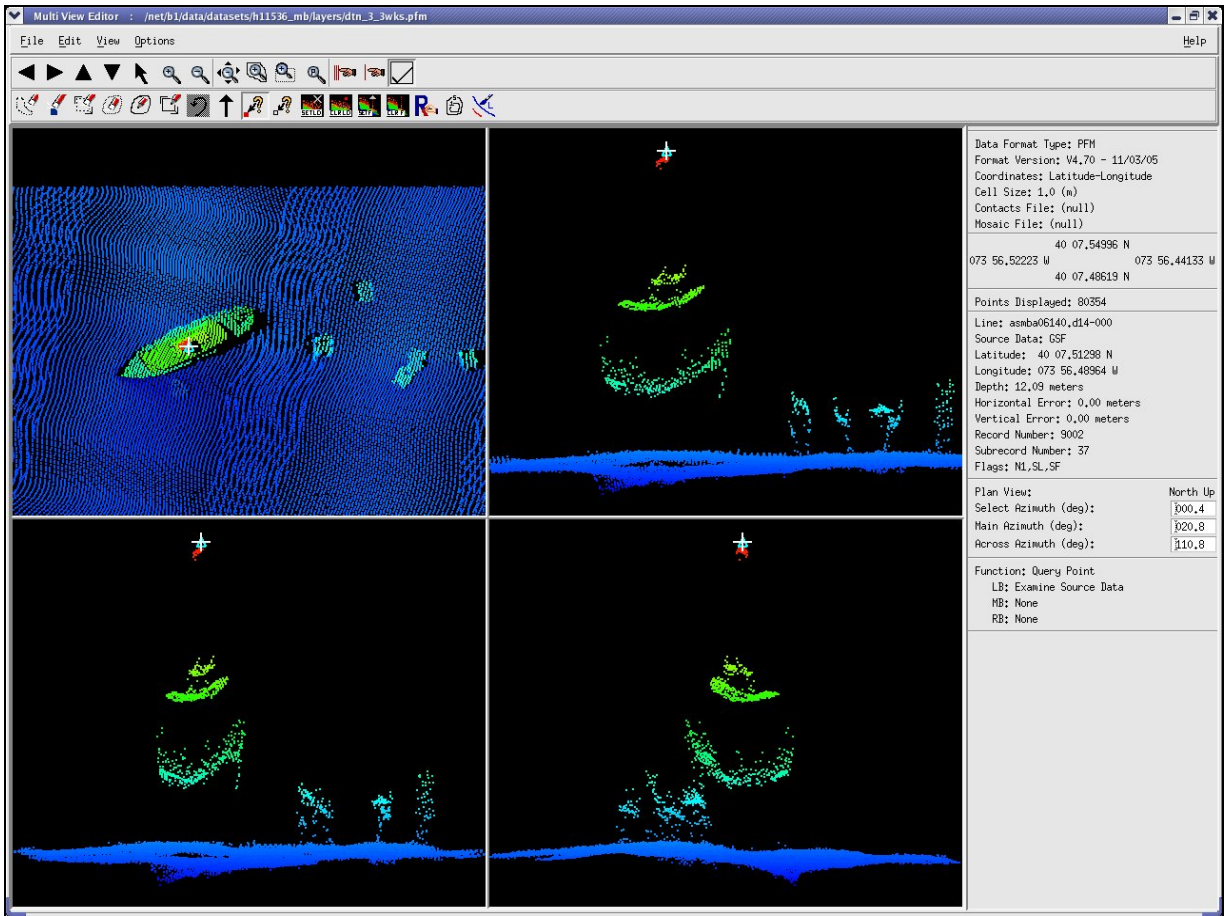 Multi View Editor : /net/b1/data/datasets/h11536_mb/layers/dtn_3_3wks.pfm
File Edit View Options Help
SETLD CLRLD SETF CLRF R
Data Format Type: PFM
Format Version: V4.70 - 11/03/05
Coordinates: Latitude-Longitude
Cell Size: 1.0 (m)
Contacts File: (null)
Mosaic File: (null)
40 07.54996 N
073 56.52223 W 073 56.44133 W
40 07.48619 N
Points Displayed: 80354
Line: asmba06140.d14-000
Source Data: GSF
Latitude: 40 07.51298 N
Longitude: 073 56.48964 W
Depth: 12.09 meters
Horizontal Error: 0.00 meters
Vertical Error: 0.00 meters
Record Number: 9002
Subrecord Number: 37
Flags: N1,SL,SF
Plan View: North Up
Select Azimuth (deg): 000.4
Main Azimuth (deg): 020.8
Across Azimuth (deg): 110.8
Function: Query Point
LB: Examine Source Data
MB: None
RB: None